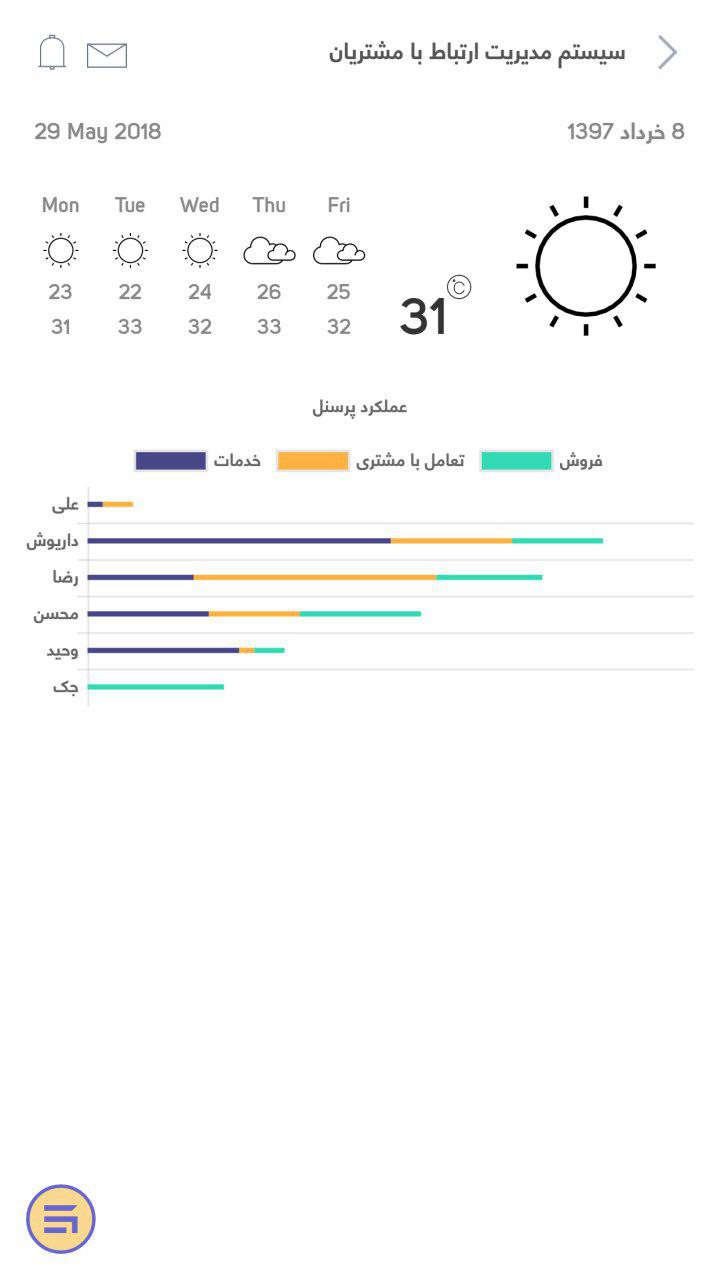 سیستم مدیریت ارتباط با مشتریان
8 خرداد 1397
29 May 2018
Mon Tue Wed Thu Fri
23 22 24 26 25
31 33 32 33 32
31 °C
عملکرد پرسنل
فروش تعامل با مشتری خدمات
علی
داریوش
رضا
محسن
وحید
جک